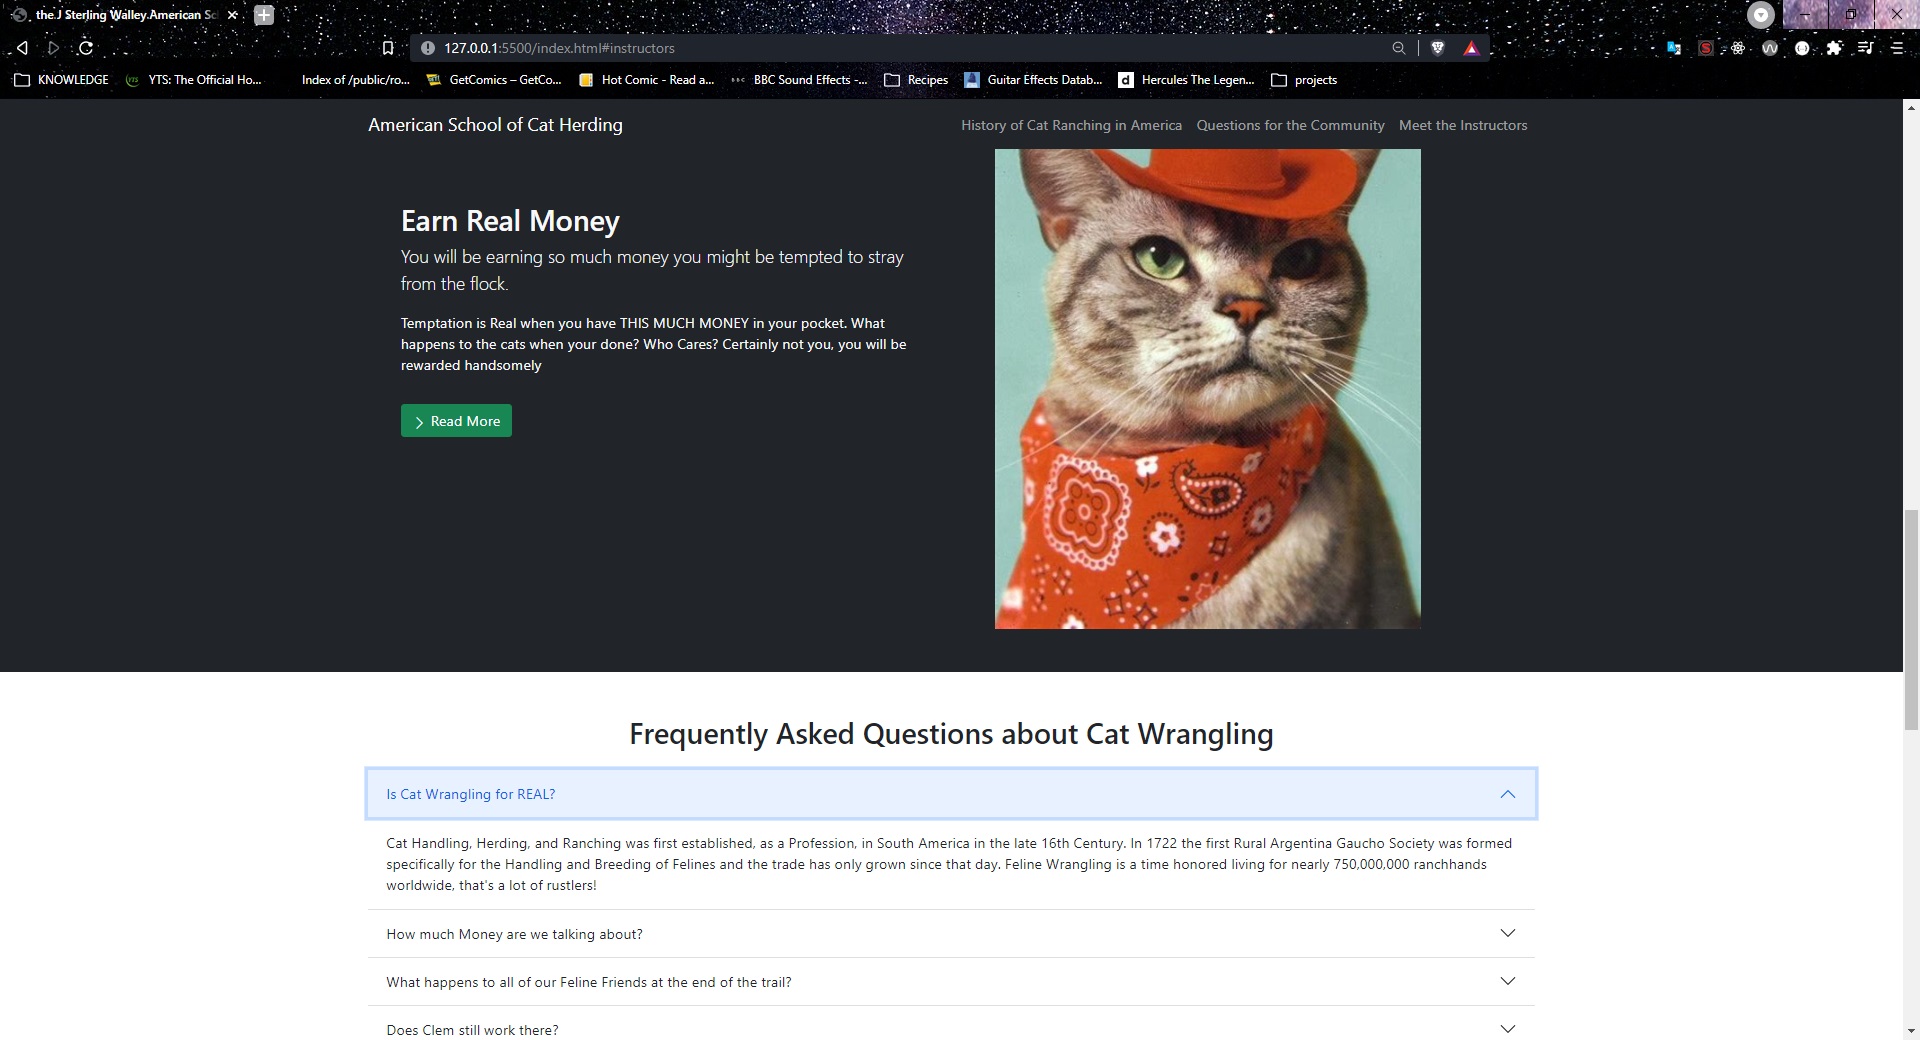 the.J Sterling Walley.American Sc
127.0.0.1:5500/index.html#instructors
KNOWLEDGE
YTS: The Official Ho...
Index of /public/ro...
GetComics – GetCo...
Hot Comic - Read a...
BBC Sound Effects -...
Recipes
Guitar Effects Datab...
Hercules The Legen...
projects
American School of Cat Herding
History of Cat Ranching in America
Questions for the Community
Meet the Instructors
Earn Real Money
You will be earning so much money you might be tempted to stray
from the flock.
Temptation is Real when you have THIS MUCH MONEY in your pocket. What
happens to the cats when your done? Who Cares? Certainly not you, you will be
rewarded handsomely
Read More
Frequently Asked Questions about Cat Wrangling
Is Cat Wrangling for REAL?
Cat Handling, Herding, and Ranching was first established, as a Profession, in South America in the late 16th Century. In 1722 the first Rural Argentina Gaucho Society was formed
specifically for the Handling and Breeding of Felines and the trade has only grown since that day. Feline Wrangling is a time honored living for nearly 750,000,000 ranchhands
worldwide, that's a lot of rustlers!
How much Money are we talking about?
What happens to all of our Feline Friends at the end of the trail?
Does Clem still work there?